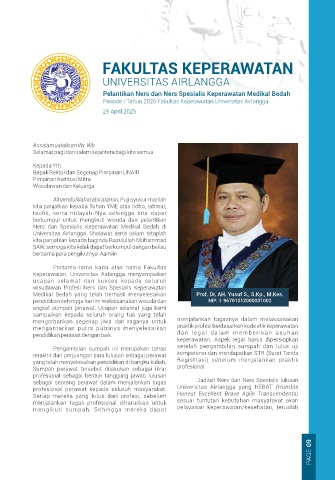 FAKULTAS KEPERAWATAN
UNIVERSITAS AIRLANGGA
Pelantikan Ners dan Ners Spesialis Keperawatan Medikal Bedah
Periode I Tahun 2025 Fakultas Keperawatan Universitas Airlangga
29 April 2025
Assalamualaikum Wr. Wb
Selamat pagi dan salam sejahtera bagi kita semua
Kepada Yth.
Bapak Rektor dan Segenap Pimpinan UNAIR
Pimpinan Institusi Mitra
Wisudawan dan Keluarga
Alhamdulillahirrabil'alamin, Puji syukur marilah
kita panjatkan kepada Tuhan YME atas ridho, rahmat,
taufik, serta hidayah-Nya sehingga kita dapat
berkumpul untuk mengikuti wisuda dan pelantikan
Ners dan Spesialis Keperawatan Medikal Bedah di
Universitas Airlangga. Shalawat serta salam tetaplah
kita panjatkan kepada baginda Rasulullah Muhammad
SAW, semoga kita kelak dapat berkumpul dengan beliau
bersama para pengikutnya. Aamiin
Pertama-tama kami atas nama Fakultas
Keperawatan, Universitas Airlangga menyampaikan
ucapan selamat dan sukses kepada seluruh
wisudawan Profesi Ners dan Spesialis Keperawatan
Medikal Bedah yang telah berhasil menyelesaikan
pendidikan sehingga hari ini melaksanakan wisuda dan
angkat sumpah perawat. Ucapan selamat juga kami
sampaikan kepada seluruh orang tua yang telah
mengorbankan segenap jiwa dan raganya untuk
mengantarkan putra putrinya menyelesaikan
pendidikan perawat dengan baik.
Pengambilan sumpah ini merupakan tahap
terakhir dari perjuangan para lulusan sebagai perawat
yang telah menyelesaikan pendidikan di bangku kuliah.
Sumpah perawat tersebut dilakukan sebagai ikrar
profesional sebagai bentuk tanggung jawab lulusan
sebagai seorang perawat dalam menjalankan tugas
profesional perawat kepada seluruh masyarakat.
Setiap mereka yang lulus dari profesi, sebelum
menjalankan tugas profesional diharuskan untuk
mengikuti sumpah. Sehingga mereka dapat
Prof. Dr. AH. Yusuf S., S.Kp., M.Kes.
NIP. 196701012000031002
menjalankan tugasnya dalam melaksanakan
praktik profesi berdasarkan kode etik keperawatan
dan legal dalam memberikan asuhan
keperawatan. Aspek legal harus dipersiapkan
setelah pengambilan sumpah dan lulus uji
kompetensi dan mendapatkan STR (Surat Tanda
Registrasi) sebelum menjalankan praktik
profesional
Jadilah Ners dan Ners Spesialis lulusan
Universitas Airlangga yang HEBAT (Humble
Honest Excellent Brave Agile Transcendents)
sesuai tuntutan kebutuhan masyarakat akan
pelayanan keperawatan/kesehatan, teruslah
PAGE 09